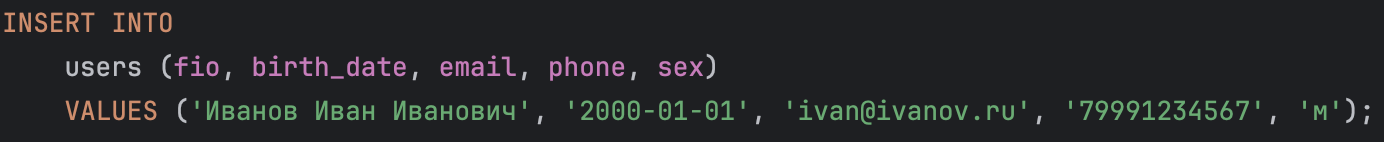 INSERT INTO
users (fio, birth_date, email, phone, sex)
VALUES ('Иванов Иван Иванович', '2000-01-01', 'ivan@ivanov.ru', '79991234567', 'м');